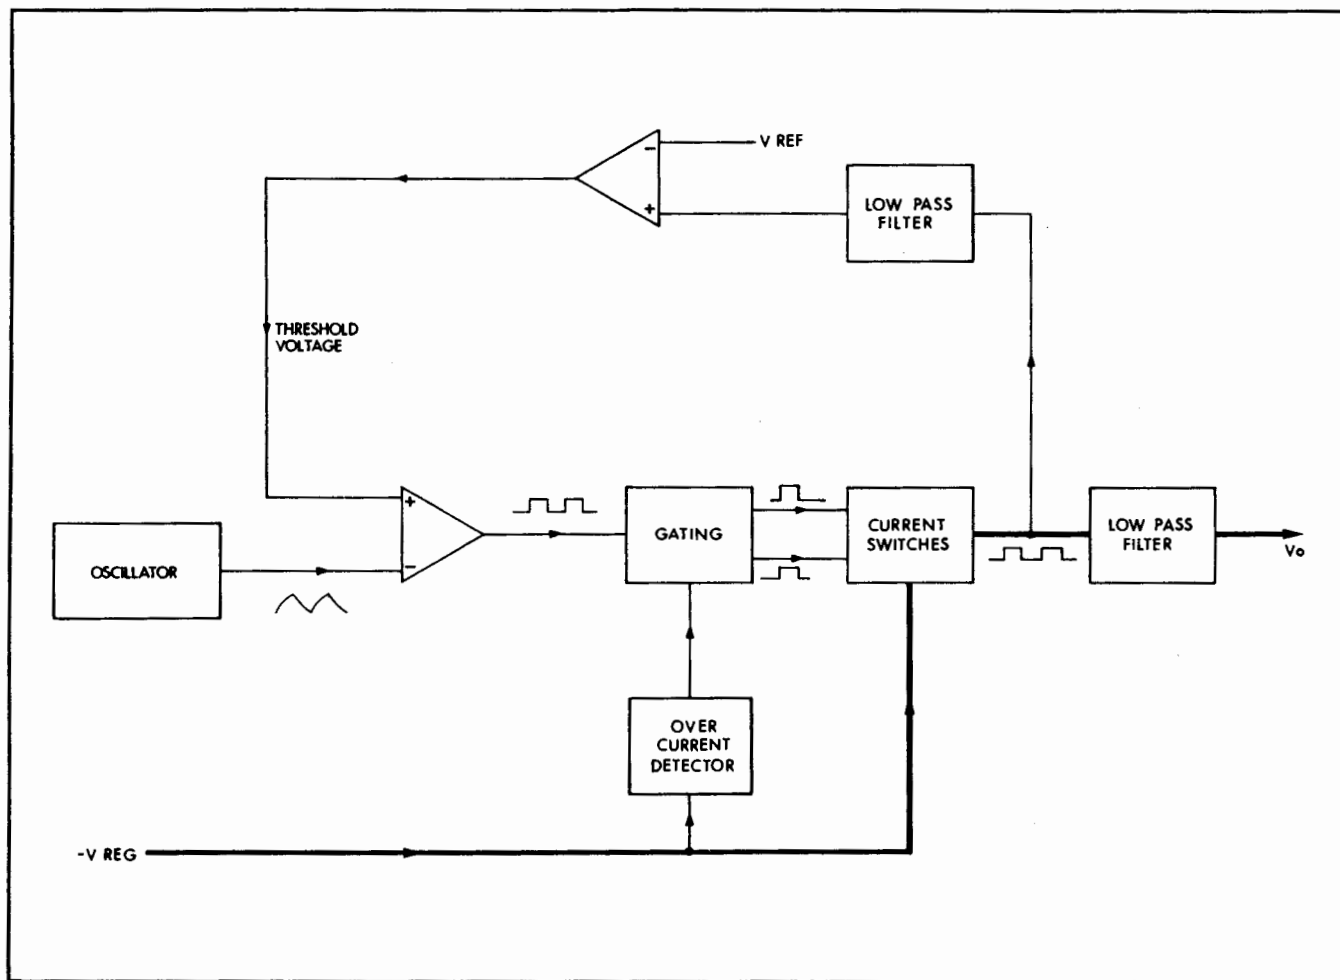 V REF
−
+
LOW PASS
FILTER
THRESHOLD
VOLTAGE
+
−
OSCILLATOR
GATING
CURRENT
SWITCHES
LOW PASS
FILTER
Vo
OVER
CURRENT
DETECTOR
-V REG